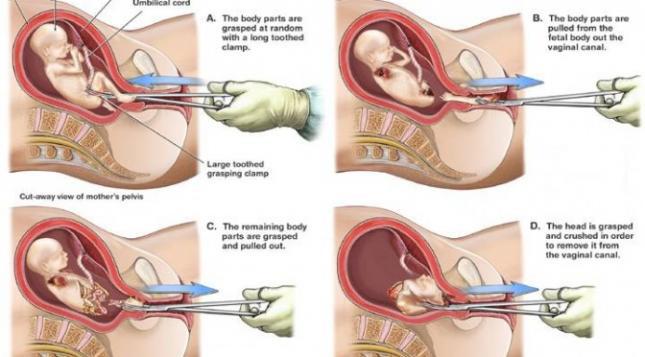 Umbilical cord
A. The body parts are
grasped at random
with a long toothed
clamp.
B. The body parts are
pulled from the
fetal body out the
vaginal canal.
Large toothed
grasping clamp
Cut-away view of mother's pelvis
C. The remaining body
parts are grasped
and pulled out.
D. The head is grasped
and crushed in order
to remove it from
the vaginal canal.